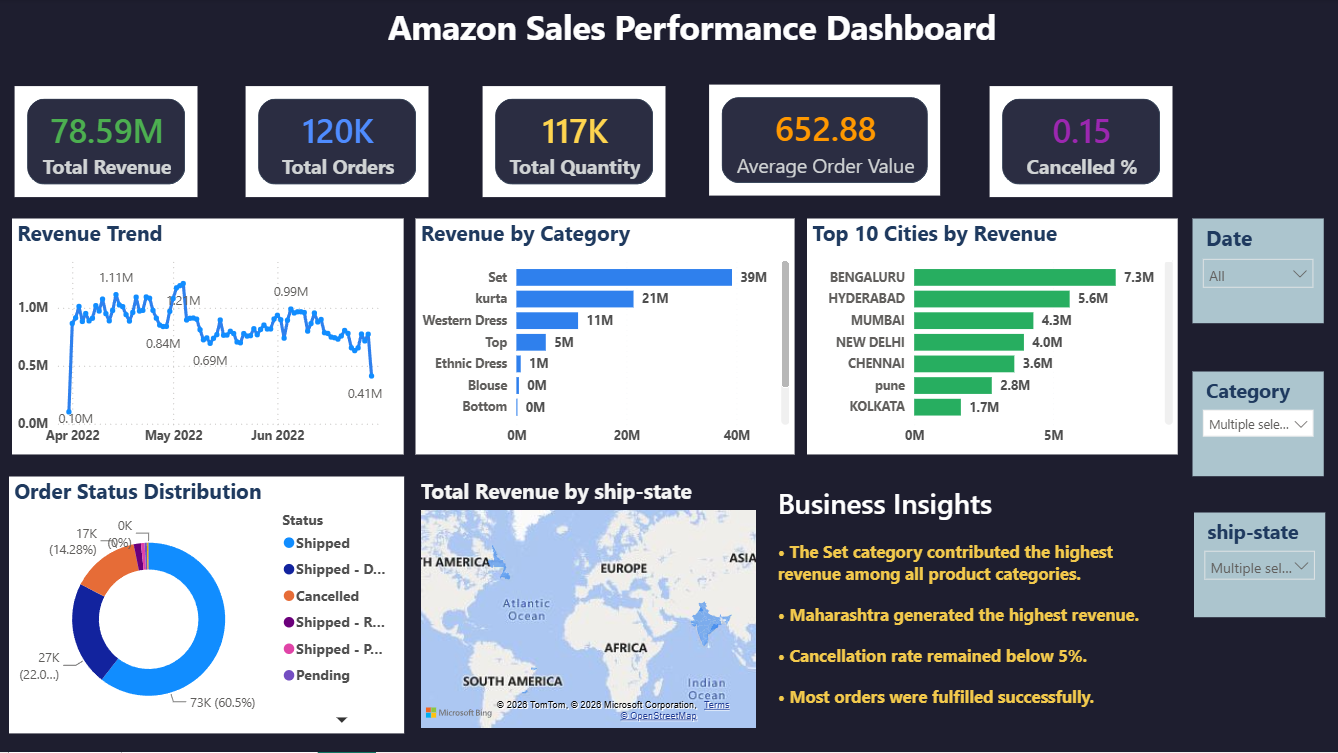 Amazon Sales Performance Dashboard
78.59M
Total Revenue
120K
Total Orders
117K
Total Quantity
652.88
Average Order Value
0.15
Cancelled %
Revenue Trend
1.11M
1.21M
0.99M
1.0M
0.84M
0.69M
0.5M
0.41M
0.10M
0.0M
Apr 2022 May 2022 Jun 2022
Revenue by Category
Set 39M
kurta 21M
Western Dress 11M
Top 5M
Ethnic Dress 1M
Blouse 0M
Bottom 0M
0M 20M 40M
Top 10 Cities by Revenue
BENGALURU 7.3M
HYDERABAD 5.6M
MUMBAI 4.3M
NEW DELHI 4.0M
CHENNAI 3.6M
pune 2.8M
KOLKATA 1.7M
0M 5M
Date
All
Category
Multiple sele...
ship-state
Multiple sel...
Order Status Distribution
0K
(0%)
17K
(14.28%)
27K
(22.0...)
73K (60.5%)
Status
Shipped
Shipped - D...
Cancelled
Shipped - R...
Shipped - P...
Pending
Total Revenue by ship-state
TH AMERICA
EUROPE
ASIA
Atlantic
Ocean
AFRICA
SOUTH AMERICA
Indian
Ocean
Microsoft Bing
© 2026 TomTom, © 2026 Microsoft Corporation, Terms
© OpenStreetMap
Business Insights
• The Set category contributed the highest
revenue among all product categories.
• Maharashtra generated the highest revenue.
• Cancellation rate remained below 5%.
• Most orders were fulfilled successfully.